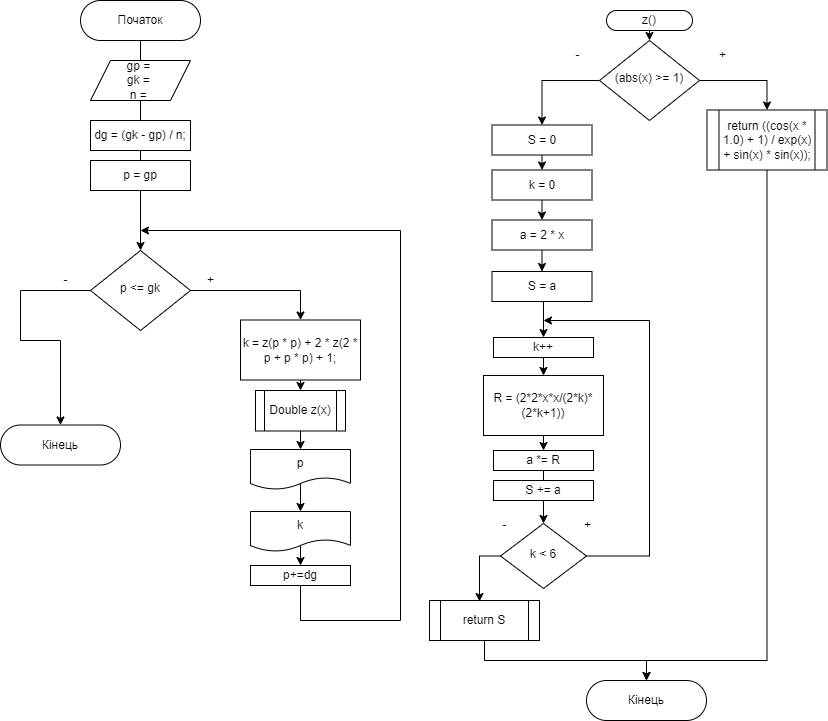 Початок
gp =
gk =
n =
dg = (gk - gp) / n;
p = gp
p <= gk
-
+
k = z(p * p) + 2 * z(2 *
p + p * p) + 1;
Double z(x)
p
k
p+=dg
Кінець
z()
(abs(x) >= 1)
-
+
return ((cos(x *
1.0) + 1) / exp(x)
+ sin(x) * sin(x));
S = 0
k = 0
a = 2 * x
S = a
k++
R = (2*2*x*x/(2*k)*
(2*k+1))
a *= R
S += a
k < 6
-
+
return S
Кінець